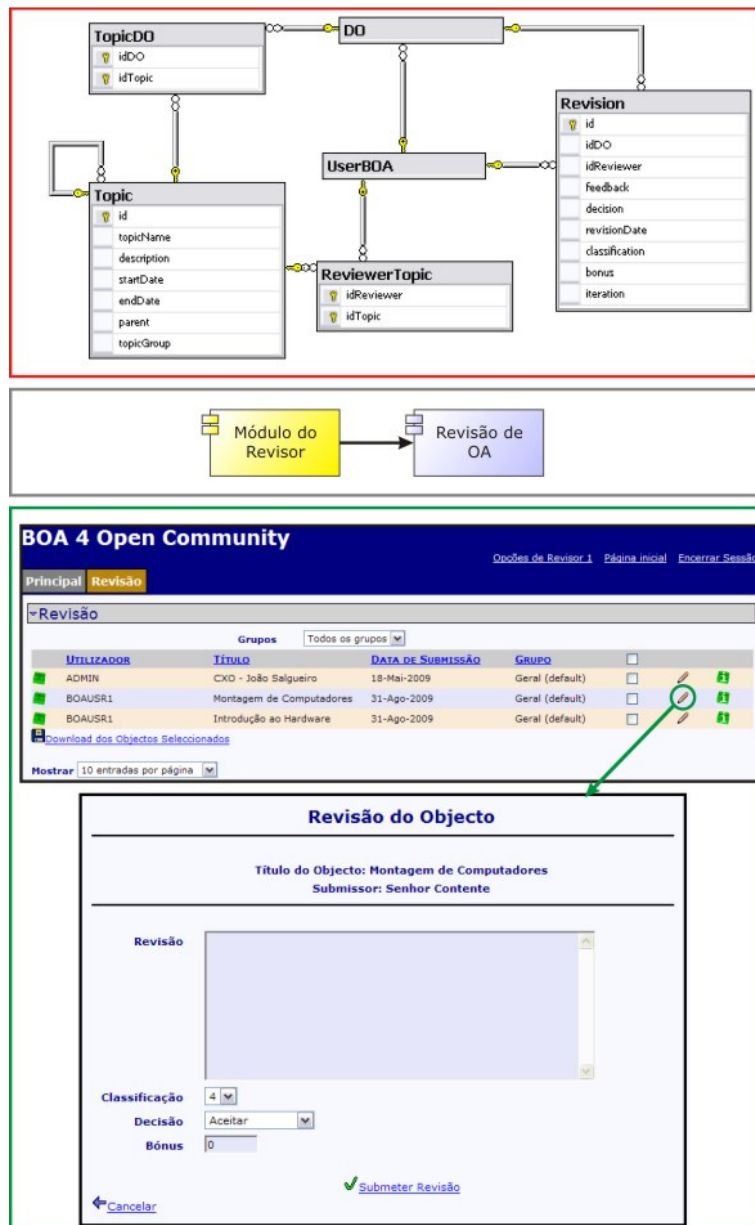 TopicDO
idDO
idTopic
DO
Revision
id
idDO
idReviewer
feedback
decision
revisionDate
classification
bonus
iteration
UserBOA
Topic
id
topicName
description
startDate
endDate
parent
topicGroup
ReviewerTopic
idReviewer
idTopic
Módulo do
Revisor
Revisão de
OA
BOA 4 Open Community
Opções de Revisor 1 Página inicial Encerrar Sessão
Principal Revisão
Revisão
Grupos Todos os grupos
UTILIZADOR TÍTULO DATA DE SUBMISSÃO GRUPO
ADMIN CXO - João Salgueiro 18-Mai-2009 Geral (default)
BOAUSR1 Montagem de Computadores 31-Ago-2009 Geral (default)
BOAUSR1 Introdução ao Hardware 31-Ago-2009 Geral (default)
Download dos Objectos Seleccionados
Mostrar 10 entradas por página
Revisão do Objecto
Título do Objecto: Montagem de Computadores
Submissor: Senhor Contente
Revisão
Classificação 4
Decisão Aceitar
Bónus 0
Submeter Revisão
Cancelar